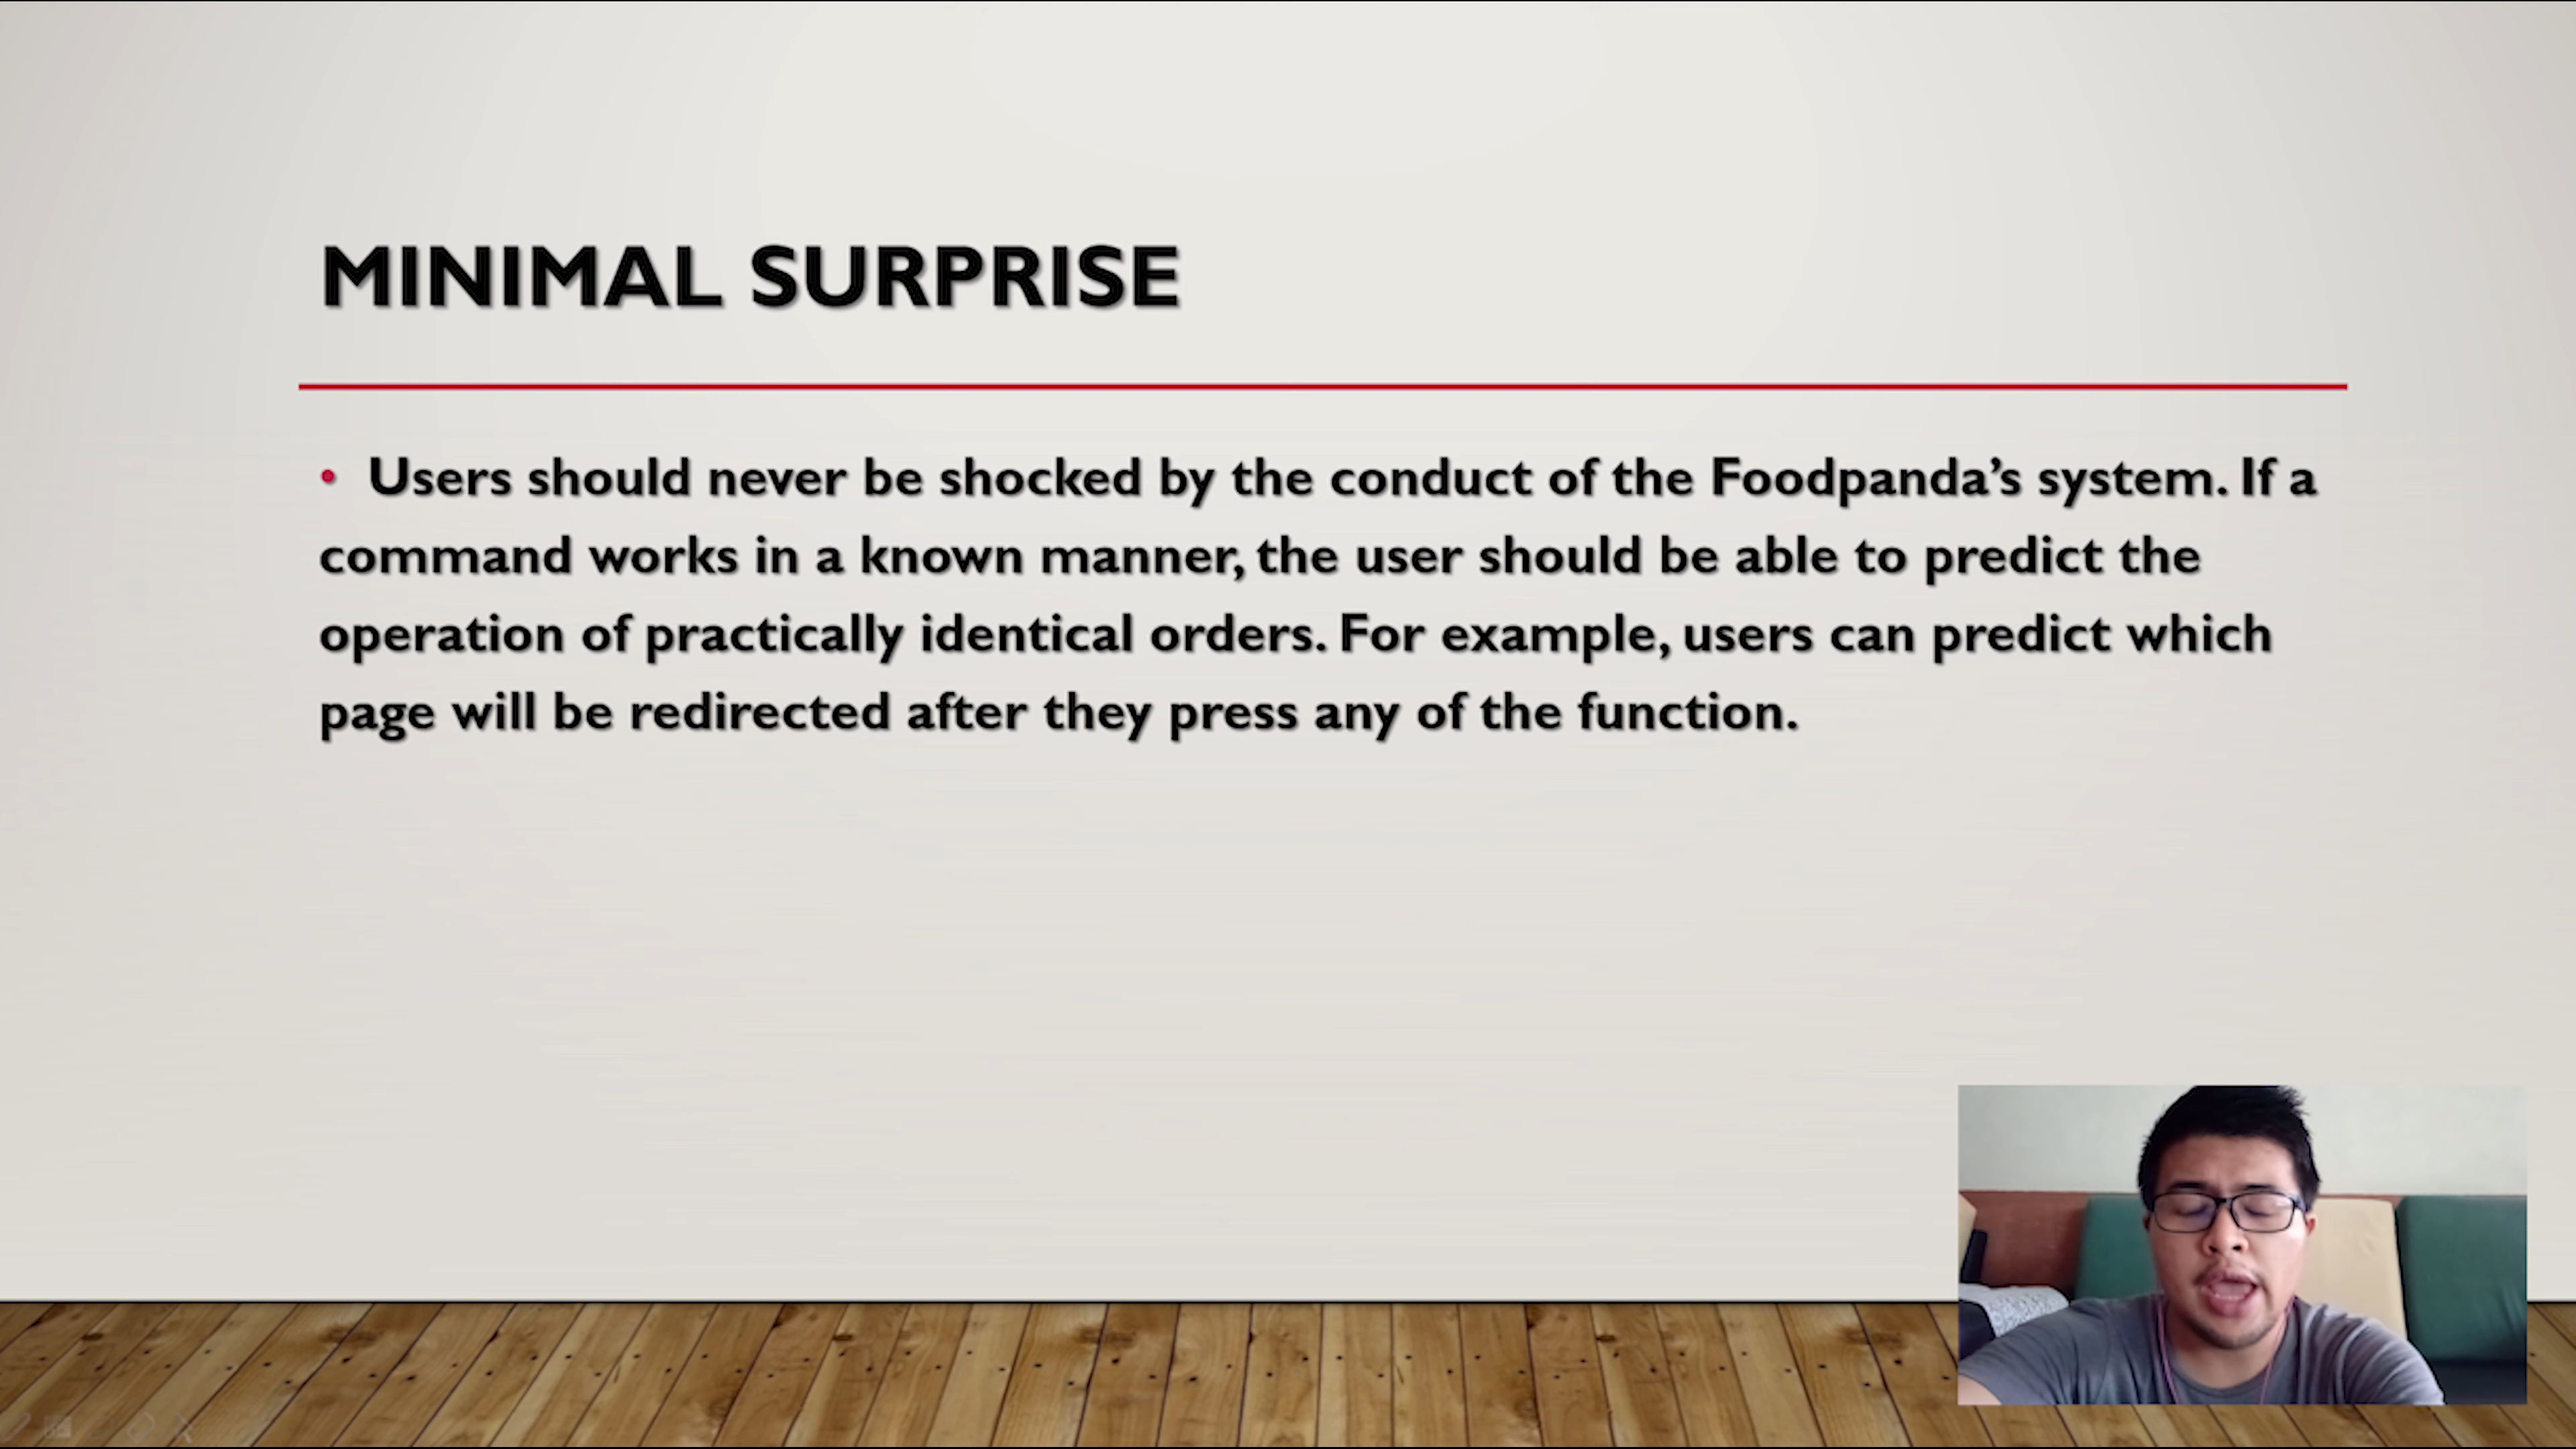 MINIMAL SURPRISE
• Users should never be shocked by the conduct of the Foodpanda’s system. If a
command works in a known manner, the user should be able to predict the
operation of practically identical orders. For example, users can predict which
page will be redirected after they press any of the function.